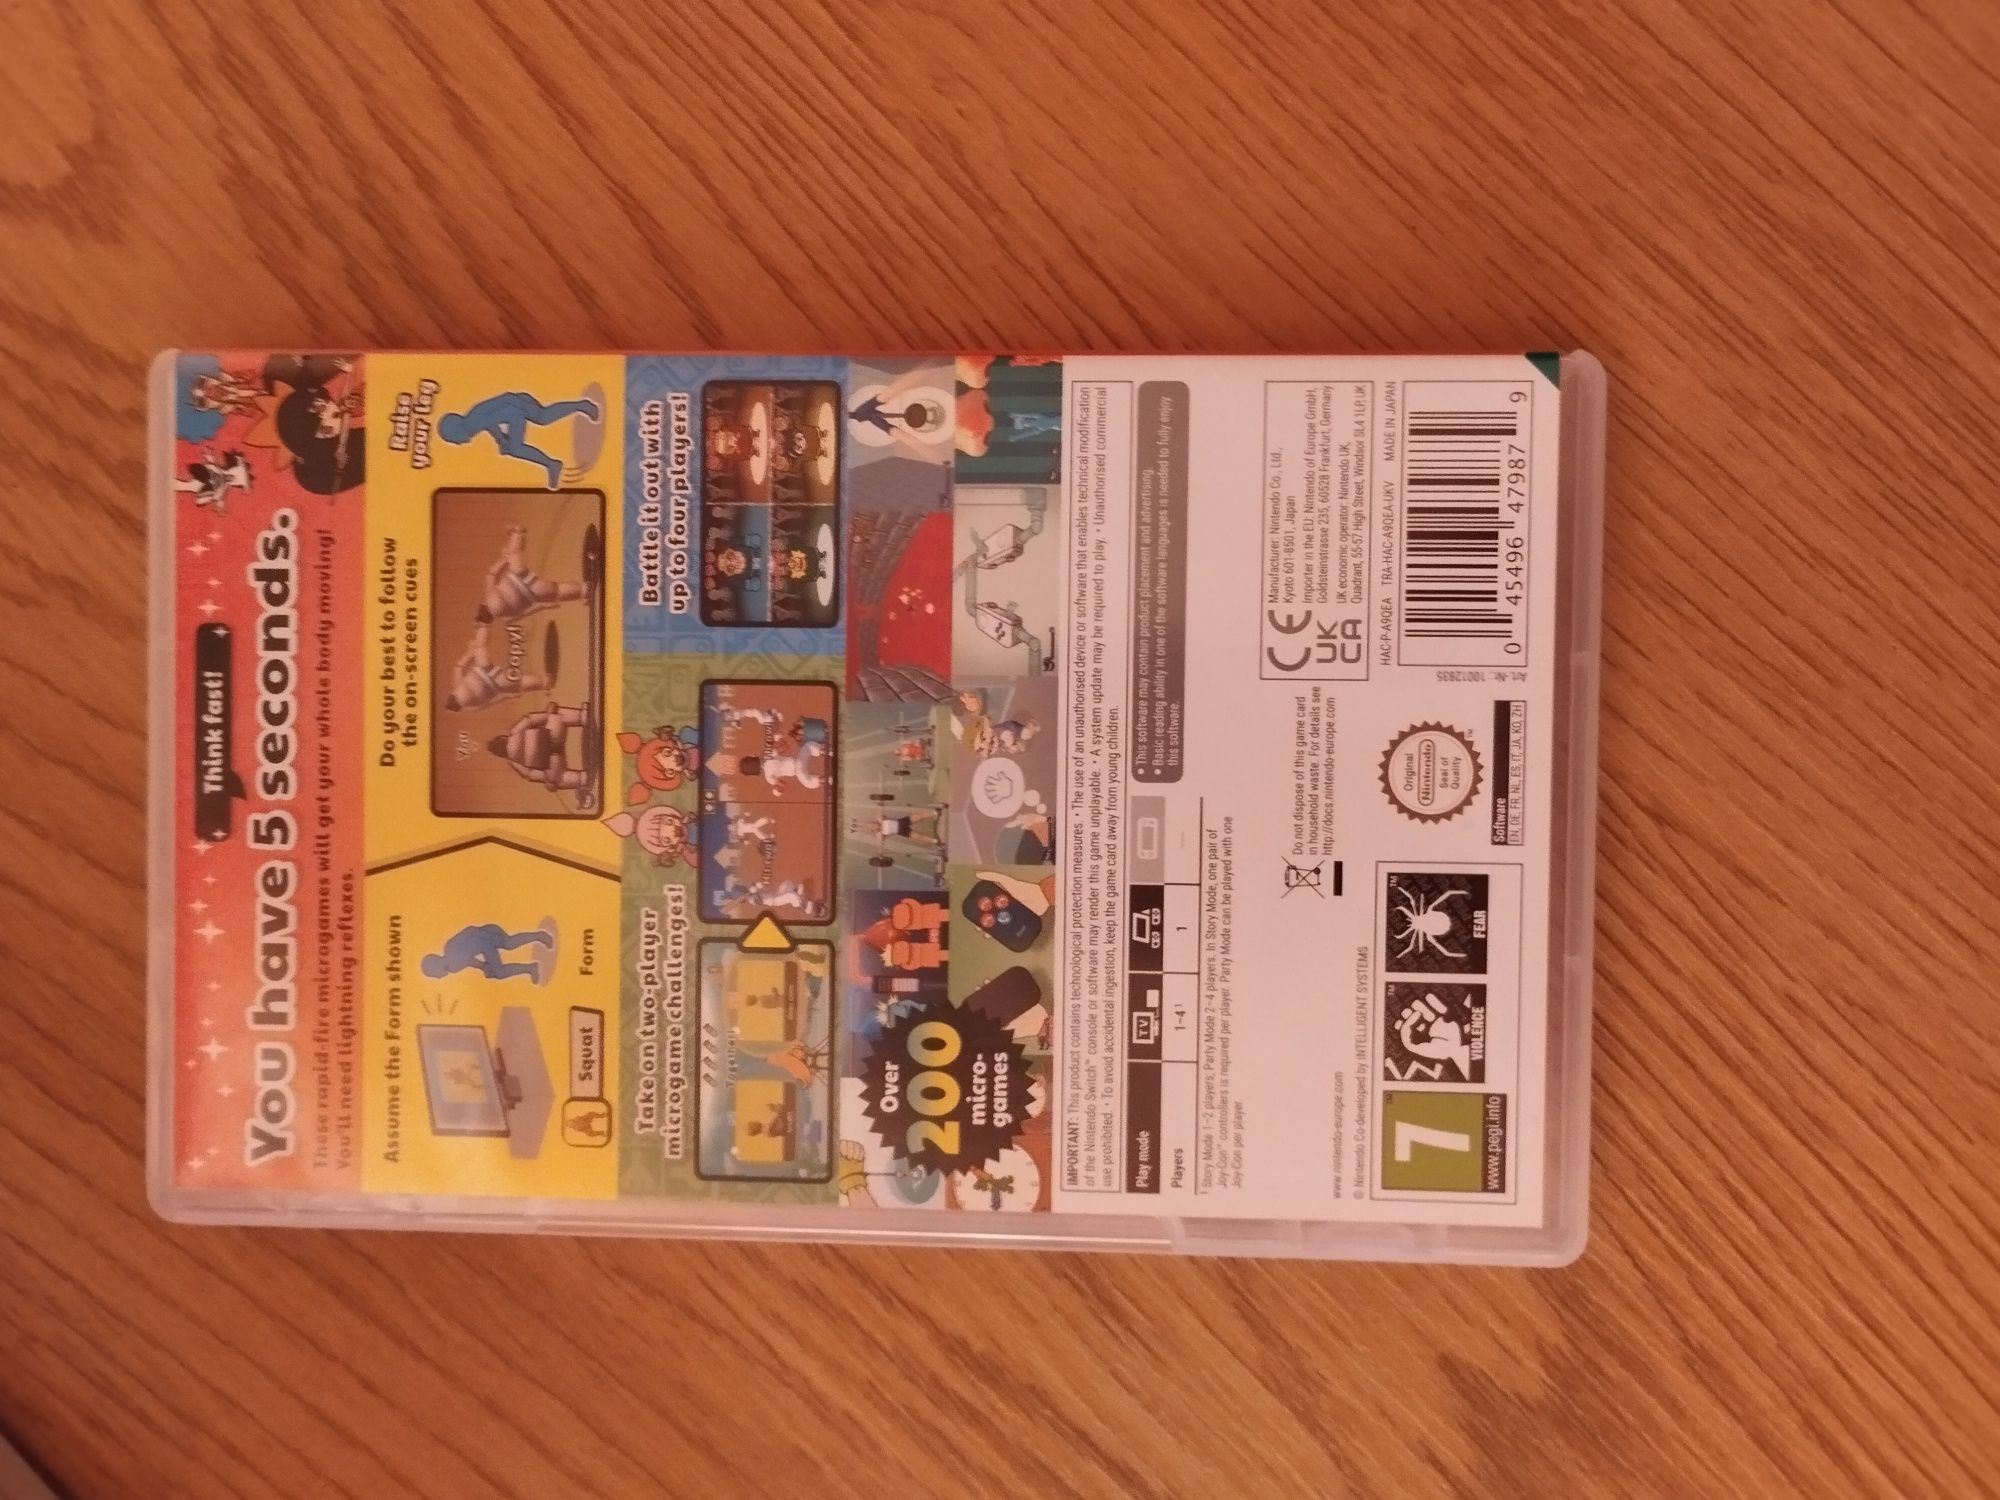 Think fast!
You have 5 seconds.
These rapid-fire microgames will get your whole body moving!
You'll need lightning reflexes.
Assume the Form shown
Squat
Form
Do your best to follow
the on-screen cues
Raise
your leg
You
Copy!
Take on two-player
microgame challenges!
Together!
Battle it out with
up to four players!
Over
200
micro-
games
You
IMPORTANT: This product contains technological protection measures. • The use of an unauthorised device or software that enables technical modification
of the Nintendo Switch™ console or software may render this game unplayable. • A system update may be required to play. • Unauthorised commercial
use prohibited. • To avoid accidental ingestion, keep the game card away from young children.
Play mode
TV
Players
1-4¹
1
• This software may contain product placement and advertising.
• Basic reading ability in one of the software languages is needed to fully enjoy
this software.
¹ Story Mode 1-2 players; Party Mode 2-4 players. In Story Mode, one pair of
Joy-Con™ controllers is required per player. Party Mode can be played with one
Joy-Con per player.
Do not dispose of this game card
in household waste. For details see
http://docs.nintendo-europe.com
CE
UK
CA
Manufacturer: Nintendo Co., Ltd.,
Kyoto 601-8501, Japan
Importer in the EU: Nintendo of Europe GmbH,
Goldsteinstrasse 235, 60528 Frankfurt, Germany
UK economic operator: Nintendo UK,
Quadrant, 55-57 High Street, Windsor SL4 1LP, UK
www.nintendo-europe.com
© Nintendo Co-developed by INTELLIGENT SYSTEMS
7
www.pegi.info
VIOLENCE
FEAR
Original
Nintendo
Seal of
Quality
TM
Software
EN, DE, FR, NL, ES, IT, JA, KO, ZH
HAC-P-A9QEA TRA-HAC-A9QEA-UKV MADE IN JAPAN
Art.-Nr.: 10012835
0 45496 47987 9